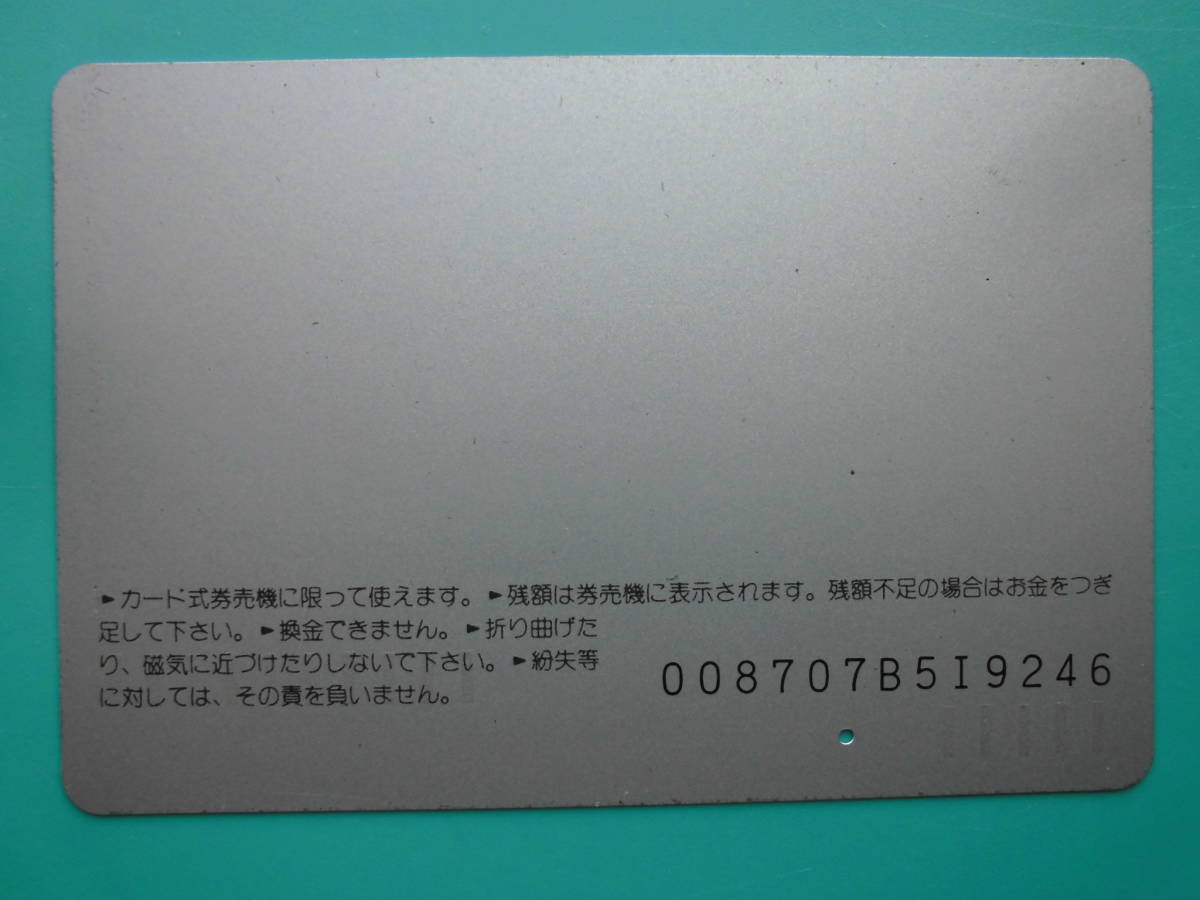 ►カード式券売機に限って使えます。►残額は券売機に表示されます。残額不足の場合はお金をつぎ
足して下さい。►換金できません。►折り曲げた
り、磁気に近づけたりしないで下さい。►紛失等
に対しては、その責を負いません。
008707B5I9246